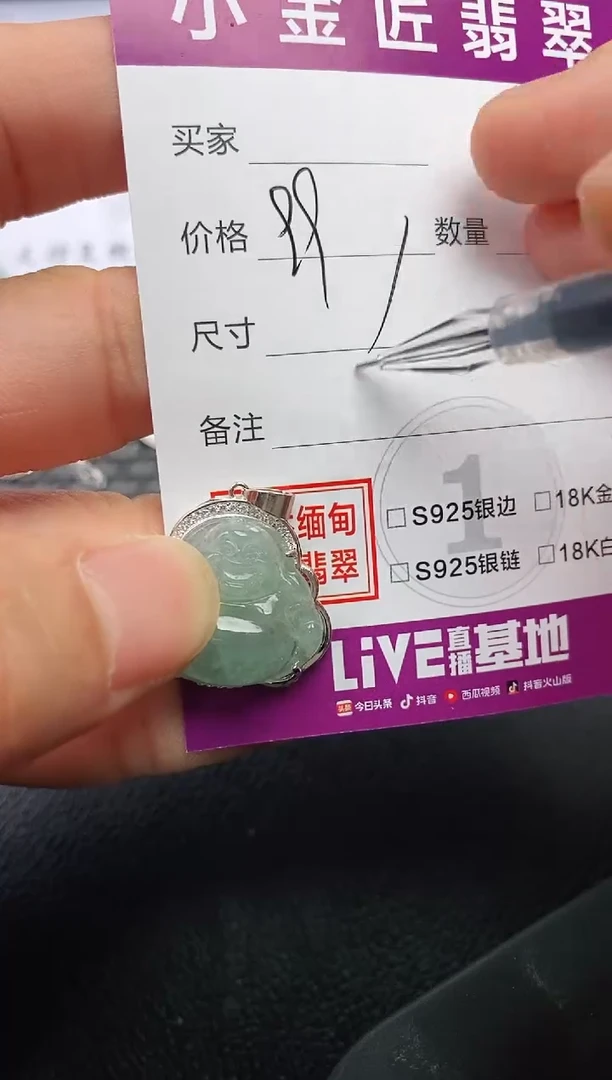 小金匠翡翠
买家
价格 数量
尺寸
备注
缅甸
翡翠
1
S925银边 18K金
S925银链 18K白
LiVE直播基地
今日头条 抖音 西瓜视频 抖音火山版